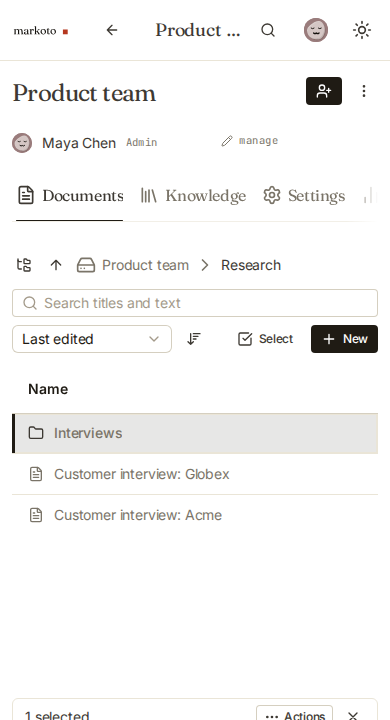 markoto
Product ...
Product team
Maya Chen Admin
manage
Documents Knowledge Settings
Product team Research
Search titles and text
Last edited
Select
New
Name
Interviews
Customer interview: Globex
Customer interview: Acme
1 selected
Actions